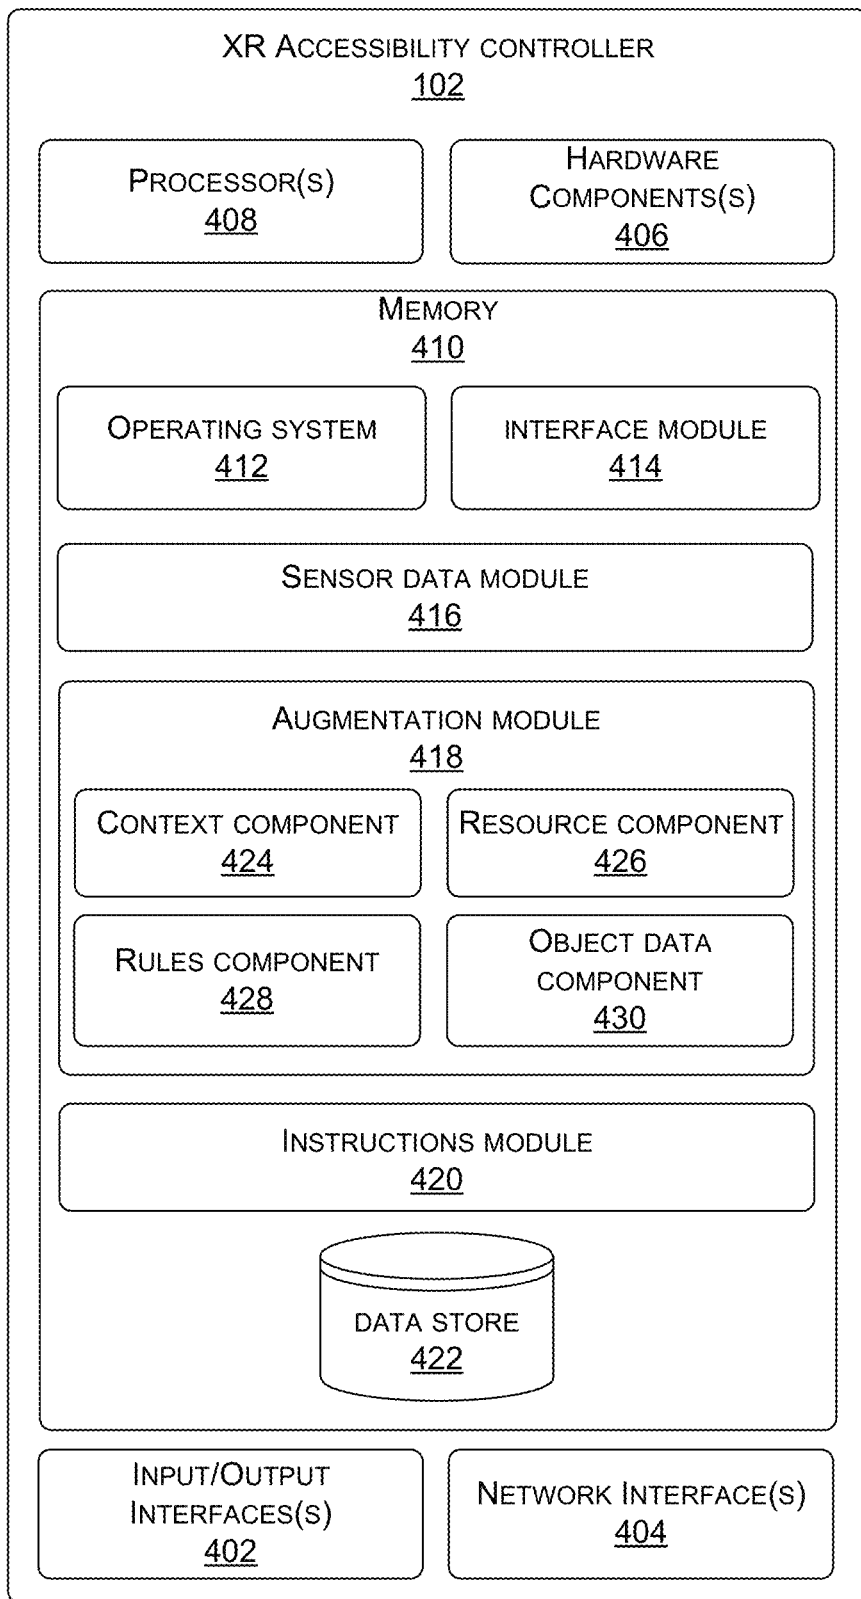 XR ACCESSIBILITY CONTROLLER
102
PROCESSOR(S)
408
HARDWARE
COMPONENTS(S)
406
MEMORY
410
OPERATING SYSTEM
412
INTERFACE MODULE
414
SENSOR DATA MODULE
416
AUGMENTATION MODULE
418
CONTEXT COMPONENT
424
RESOURCE COMPONENT
426
RULES COMPONENT
428
OBJECT DATA
COMPONENT
430
INSTRUCTIONS MODULE
420
DATA STORE
422
INPUT/OUTPUT
INTERFACES(S)
402
NETWORK INTERFACE(S)
404